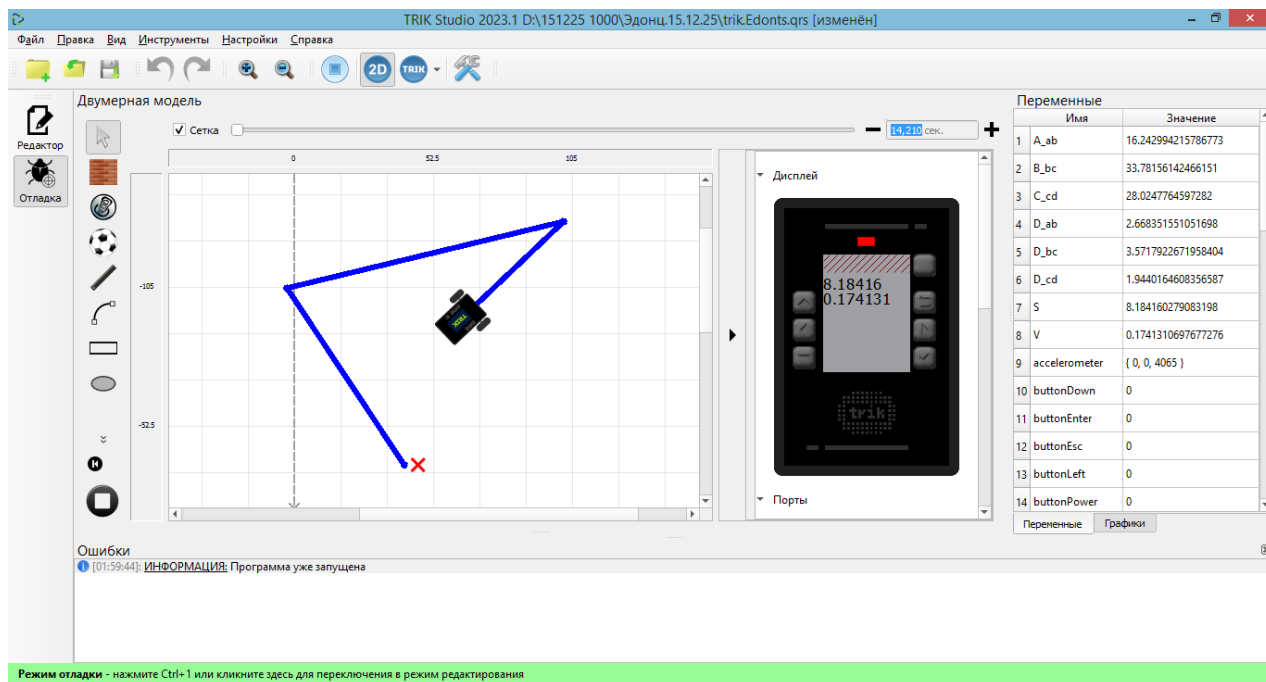 TRIK Studio 2023.1 D:\151225 1000\Эдонц.15.12.25\trik.Edonts.qrs [изменён]
Файл Правка Вид Инструменты Настройки Справка
2D TRIK
Редактор
Отладка
Двумерная модель
Сетка
14,210 сек.
0 52.5 105
-105
-52.5
Дисплей
8.18416
0.174131
trik
Порты
Переменные
Имя Значение
1 A_ab 16.242994215786773
2 B_bc 33.78156142466151
3 C_cd 28.0247764597282
4 D_ab 2.668351551051698
5 D_bc 3.5717922671958404
6 D_cd 1.9440164608356587
7 S 8.184160279083198
8 V 0.1741310697677276
9 accelerometer { 0, 0, 4065 }
10 buttonDown 0
11 buttonEnter 0
12 buttonEsc 0
13 buttonLeft 0
14 buttonPower 0
Переменные Графики
Ошибки
[01:59:44]: ИНФОРМАЦИЯ: Программа уже запущена
Режим отладки - нажмите Ctrl+1 или кликните здесь для переключения в режим редактирования